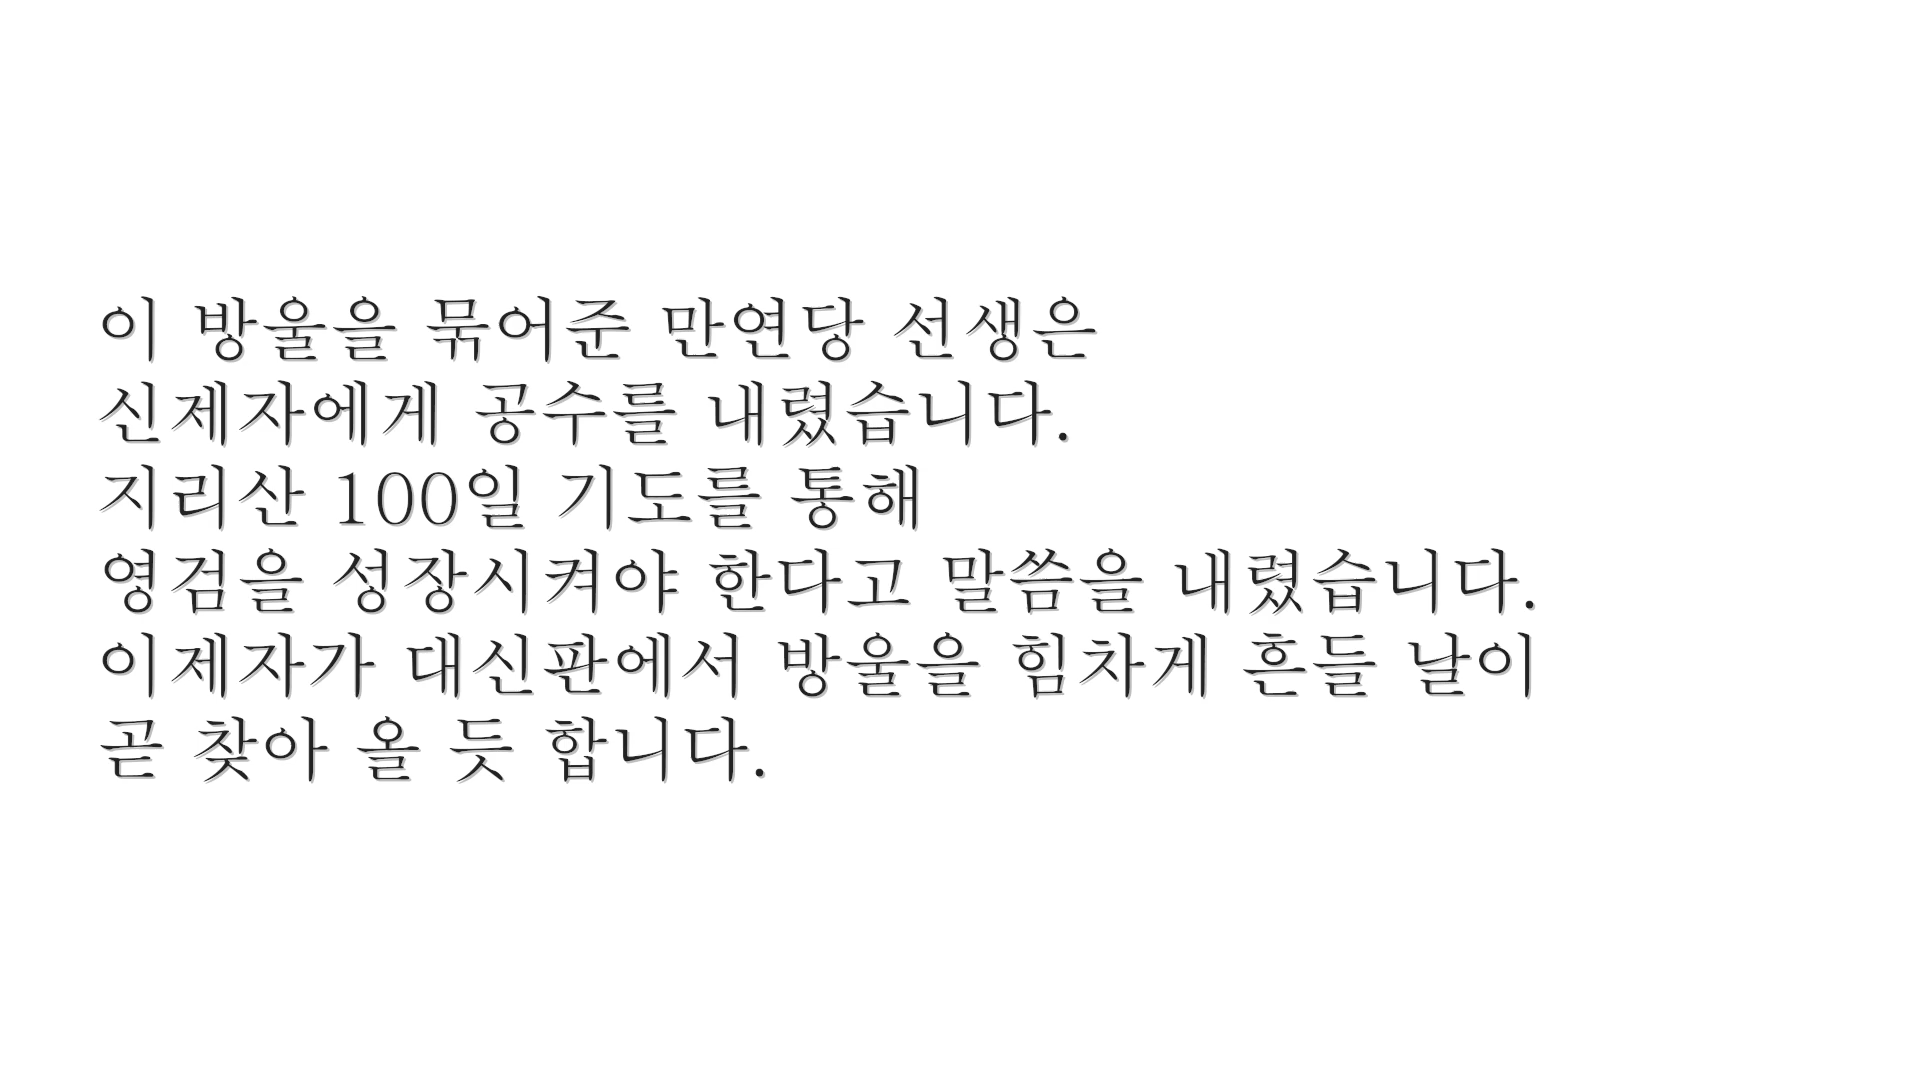 이 방울을 묶어준 만연당 선생은
신제자에게 공수를 내렸습니다.
지리산 100일 기도를 통해
영검을 성장시켜야 한다고 말씀을 내렸습니다.
이제자가 대신판에서 방울을 힘차게 흔들 날이
곧 찾아 올 듯 합니다.